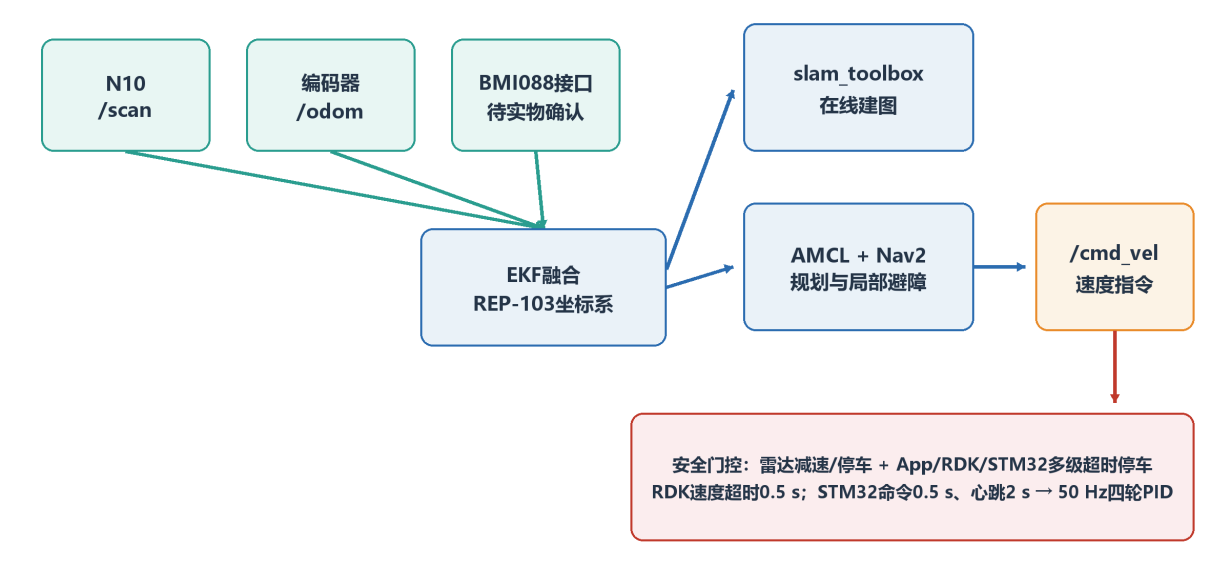 N10
/scan
编码器
/odom
BMI088接口
待实物确认
slam_toolbox
在线建图
EKF融合
REP-103坐标系
AMCL + Nav2
规划与局部避障
/cmd_vel
速度指令
安全门控：雷达减速/停车 + App/RDK/STM32多级超时停车
RDK速度超时0.5 s；STM32命令0.5 s、心跳2 s → 50 Hz四轮PID